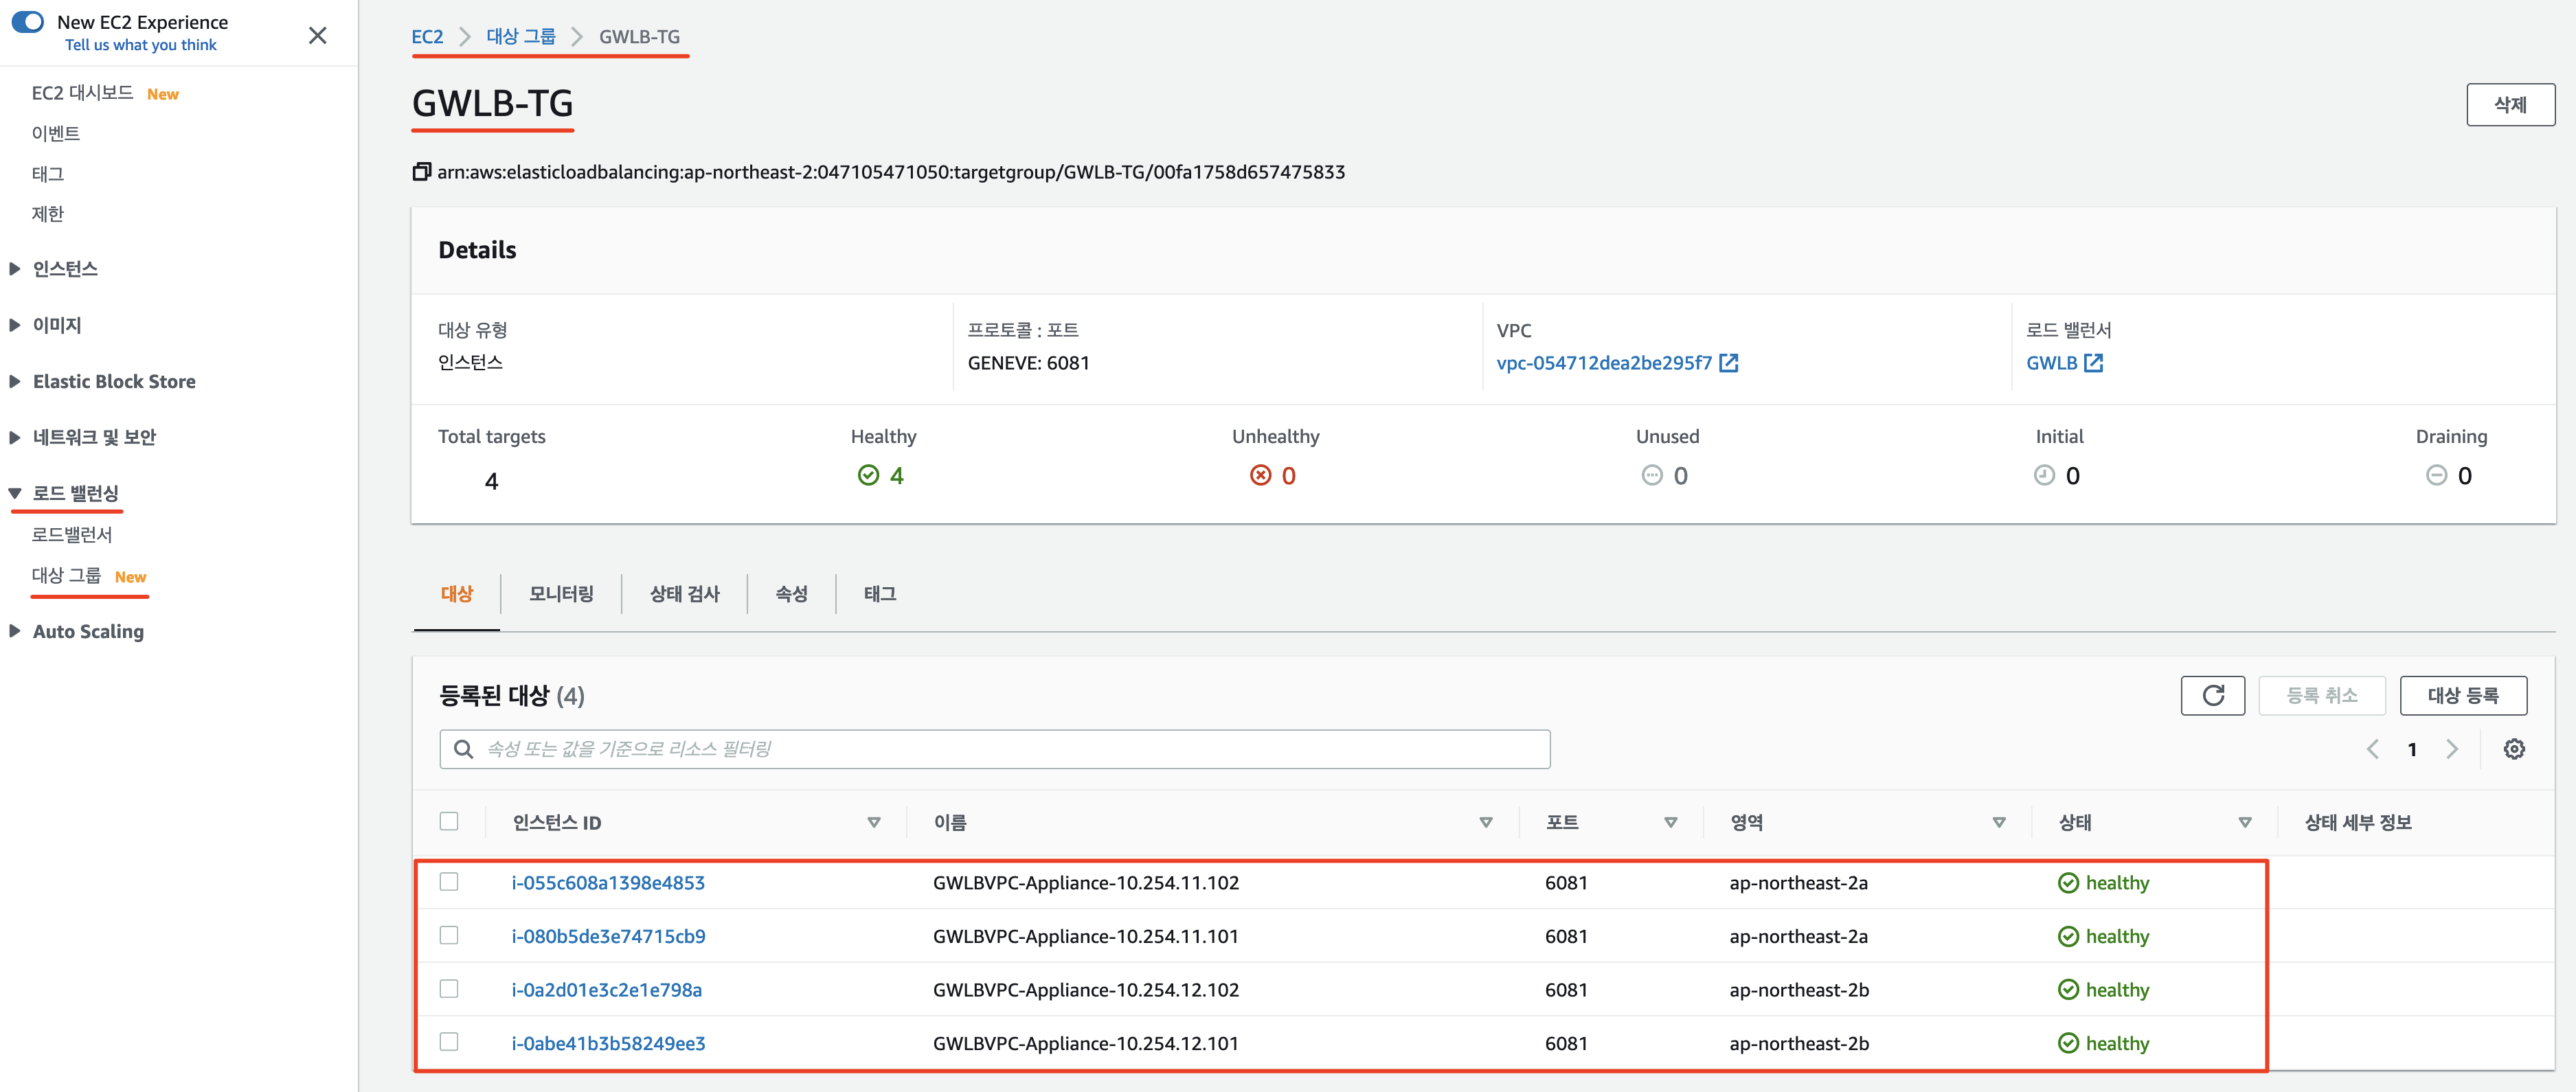 New EC2 Experience
Tell us what you think
EC2 대시보드 New
이벤트
태그
제한
인스턴스
이미지
Elastic Block Store
네트워크 및 보안
로드 밸런싱
로드밸런서
대상 그룹 New
Auto Scaling
EC2 > 대상 그룹 > GWLB-TG
GWLB-TG
삭제
arn:aws:elasticloadbalancing:ap-northeast-2:047105471050:targetgroup/GWLB-TG/00fa1758d657475833
Details
대상 유형 프로토콜 : 포트 VPC 로드 밸런서
인스턴스 GENEVE: 6081 vpc-054712dea2be295f7 GWLB
Total targets Healthy Unhealthy Unused Initial Draining
4 4 0 0 0 0
대상 모니터링 상태 검사 속성 태그
등록된 대상 (4) 등록 취소 대상 등록
속성 또는 값을 기준으로 리소스 필터링 1
인스턴스 ID 이름 포트 영역 상태 상태 세부 정보
i-055c608a1398e4853 GWLBVPC-Appliance-10.254.11.102 6081 ap-northeast-2a healthy
i-080b5de3e74715cb9 GWLBVPC-Appliance-10.254.11.101 6081 ap-northeast-2a healthy
i-0a2d01e3c2e1e798a GWLBVPC-Appliance-10.254.12.102 6081 ap-northeast-2b healthy
i-0abe41b3b58249ee3 GWLBVPC-Appliance-10.254.12.101 6081 ap-northeast-2b healthy